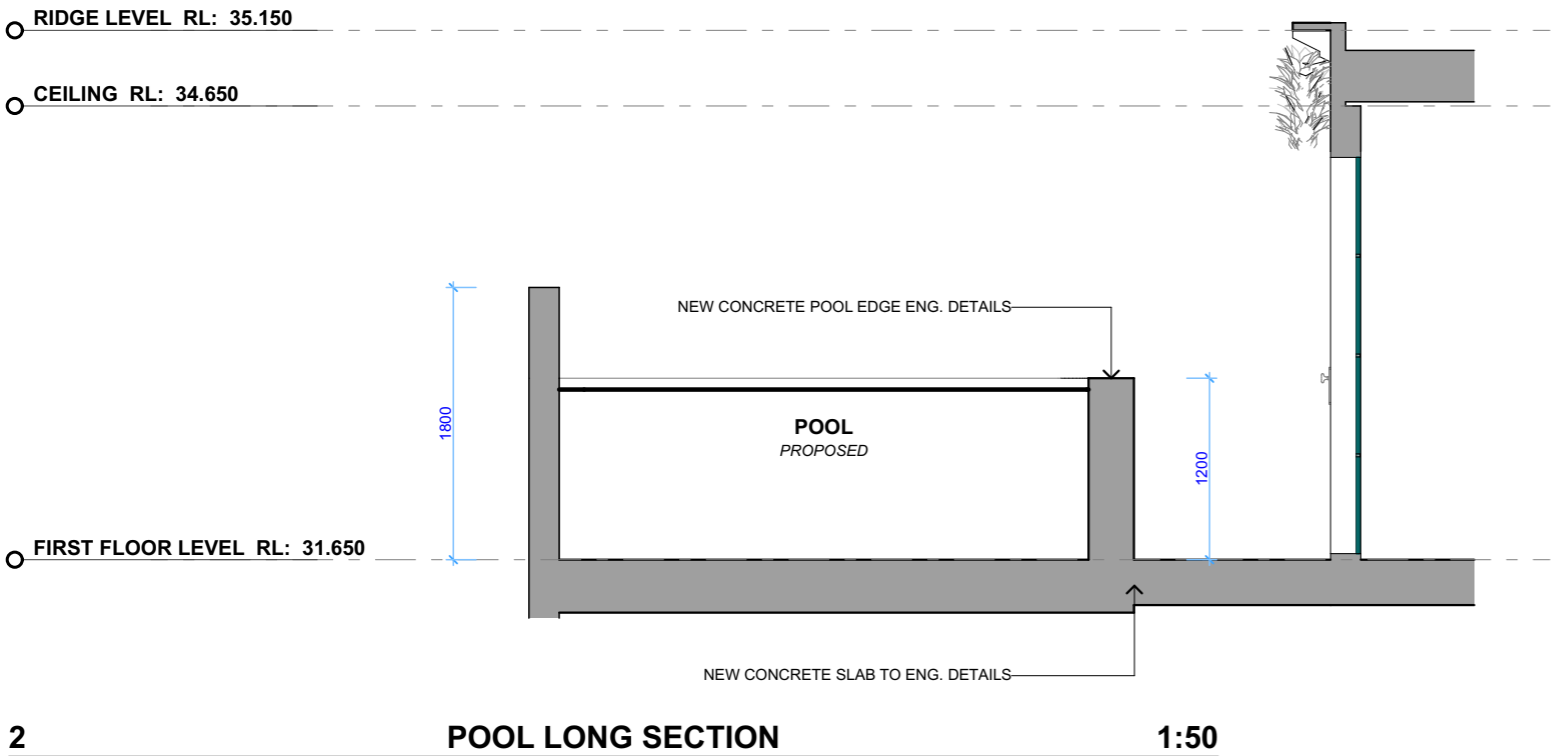 RIDGE LEVEL RL: 35.150
CEILING RL: 34.650
NEW CONCRETE POOL EDGE ENG. DETAILS
1800
POOL
PROPOSED
1200
FIRST FLOOR LEVEL RL: 31.650
NEW CONCRETE SLAB TO ENG. DETAILS
2 POOL LONG SECTION 1:50